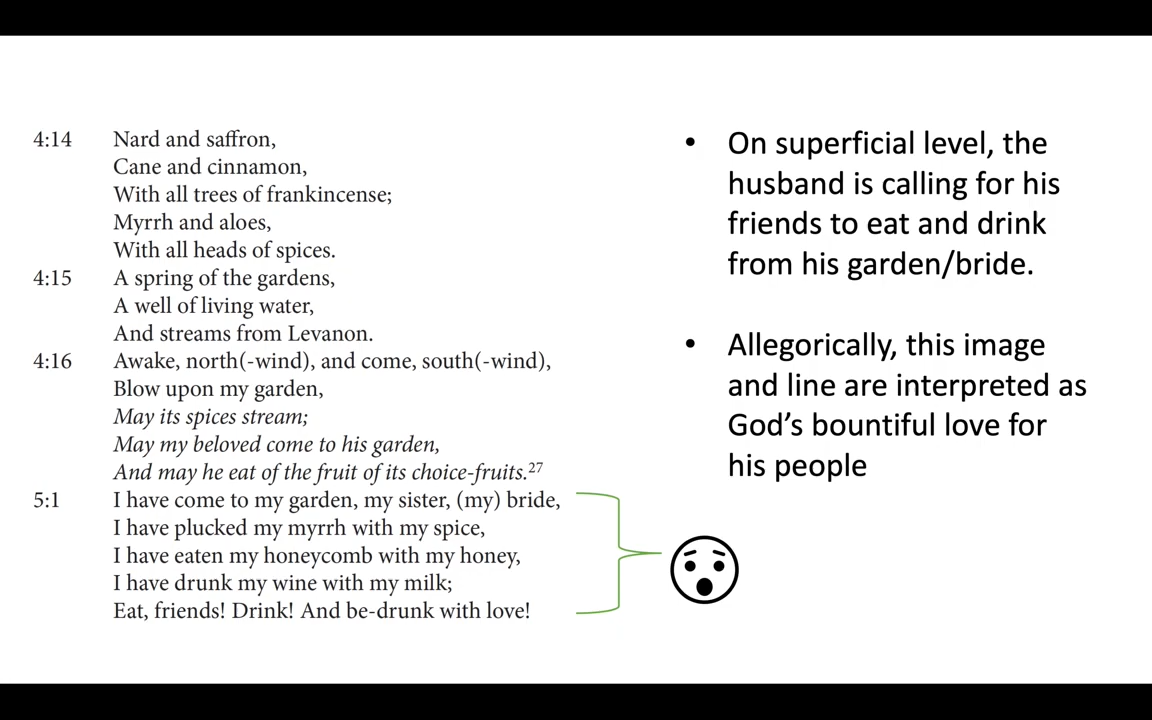 4:14 Nard and saffron,
Cane and cinnamon,
With all trees of frankincense;
Myrrh and aloes,
With all heads of spices.
4:15 A spring of the gardens,
A well of living water,
And streams from Levanon.
4:16 Awake, north(-wind), and come, south(-wind),
Blow upon my garden,
May its spices stream;
May my beloved come to his garden,
And may he eat of the fruit of its choice-fruits.27
5:1 I have come to my garden, my sister, (my) bride,
I have plucked my myrrh with my spice,
I have eaten my honeycomb with my honey,
I have drunk my wine with my milk;
Eat, friends! Drink! And be-drunk with love!
• On superficial level, the
husband is calling for his
friends to eat and drink
from his garden/bride.
• Allegorically, this image
and line are interpreted as
God’s bountiful love for
his people